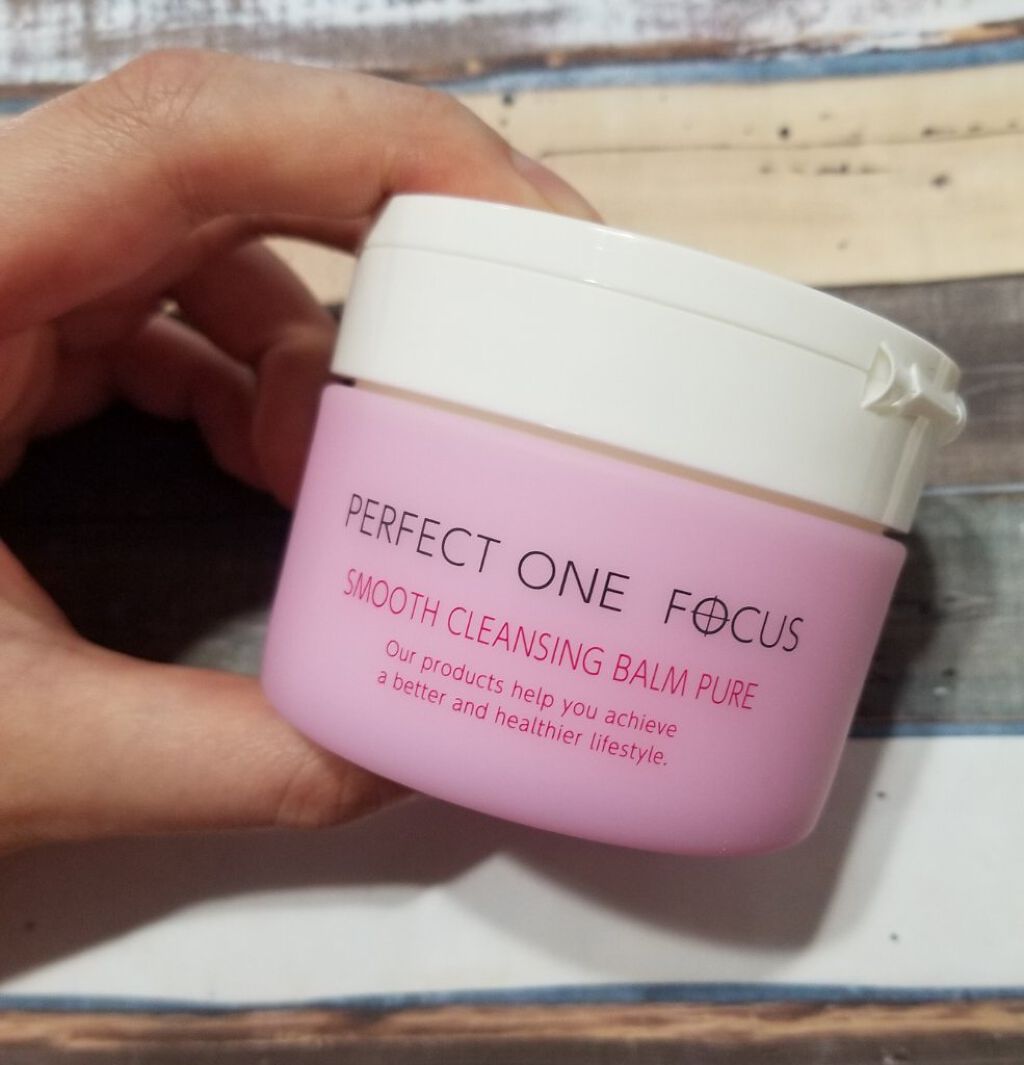 PERFECT ONE FOCUS
SMOOTH CLEANSING BALM PURE
Our products help you achieve
a better and healthier lifestyle.